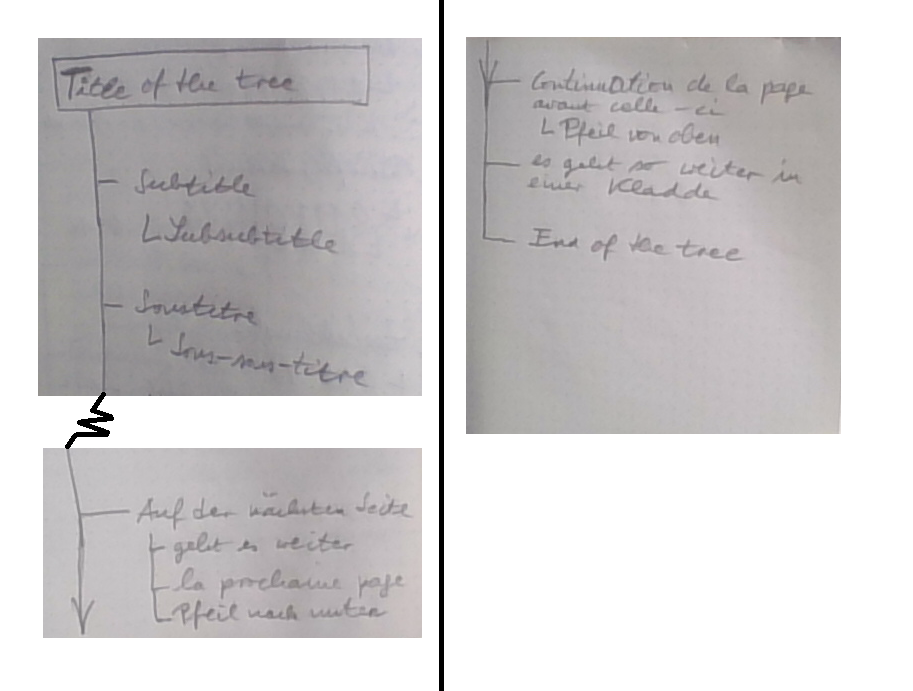 Title of the tree
Subtitle
Subsubtitle
Soustitre
Sous-sous-titre
Auf der nächsten Seite
geht es weiter
la prochaine page
Pfeil nach unten
Continuation de la page
avant celle-ci
Pfeil von oben
es geht so weiter in
einer Kladde
End of the tree